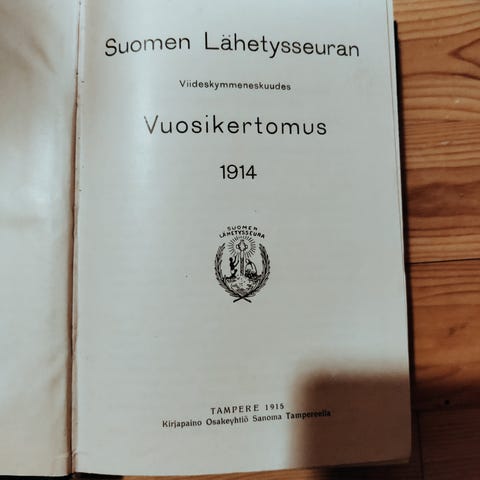 Suomen Lähetysseuran
Viideskymmeneskuudes
Vuosikertomus
1914
SUOMEN
LÄHETYSSEURA
TAMPERE 1915
Kirjapaino Osakeyhtiö Sanoma Tampereella